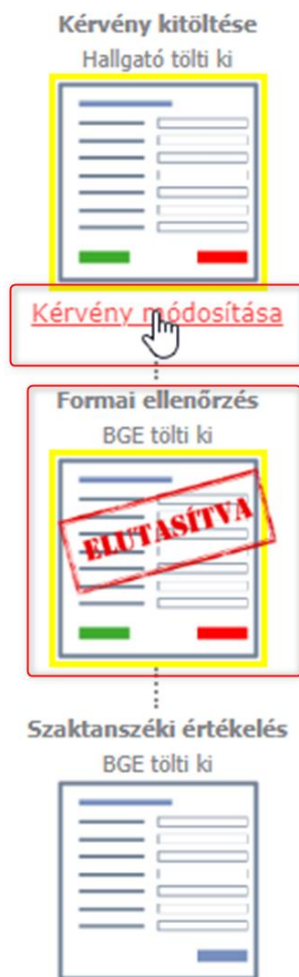 Kérvény kitöltése
Hallgató tölti ki
Kérvény módosítása
Formai ellenőrzés
BGE tölti ki
ELUTASÍTVA
Szaktanszéki értékelés
BGE tölti ki